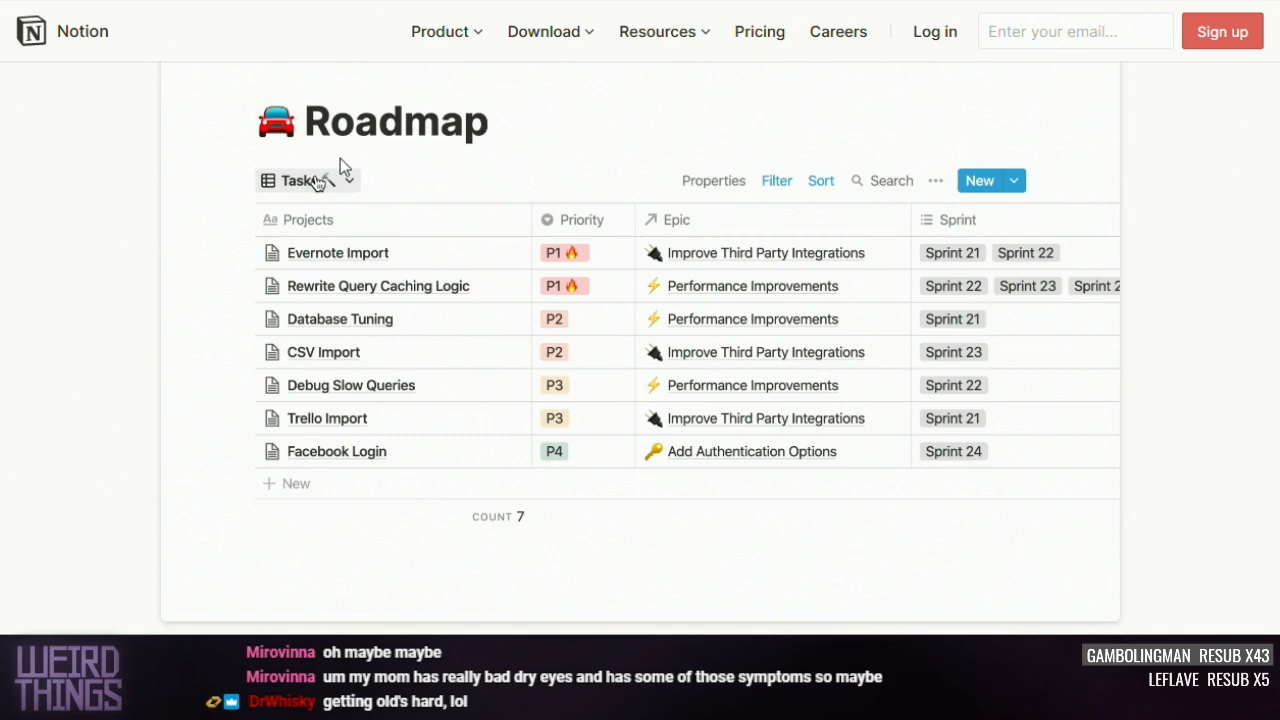 Notion Product Download Resources Pricing Careers Log in Enter your email... Sign up
Roadmap
Tasks Properties Filter Sort Search ••• New
Aa Projects Priority Epic Sprint
Evernote Import P1 🔥 Improve Third Party Integrations Sprint 21 Sprint 22
Rewrite Query Caching Logic P1 🔥 Performance Improvements Sprint 22 Sprint 23 Sprint 2
Database Tuning P2 Performance Improvements Sprint 21
CSV Import P2 Improve Third Party Integrations Sprint 23
Debug Slow Queries P3 Performance Improvements Sprint 22
Trello Import P3 Improve Third Party Integrations Sprint 21
Facebook Login P4 Add Authentication Options Sprint 24
+ New
COUNT 7
WEIRD
THINGS
Mirovinna oh maybe maybe
Mirovinna um my mom has really bad dry eyes and has some of those symptoms so maybe
DrWhisky getting old's hard, lol
GAMBOLINGMAN RESUB X43
LEFLAVE RESUB X5